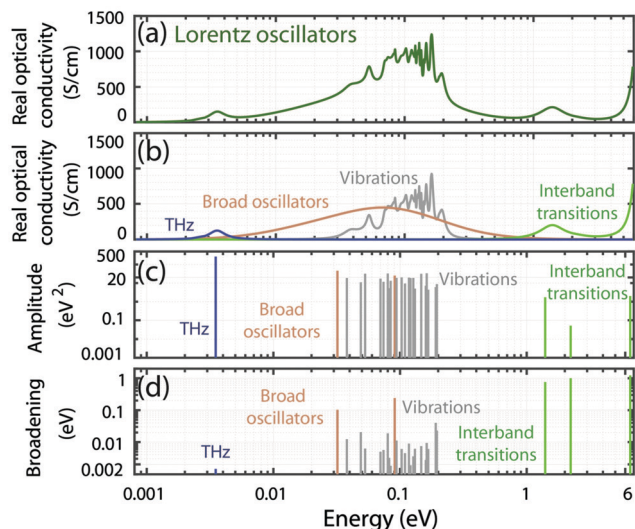 (a) Lorentz oscillators
Real optical
conductivity
(S/cm)
1500
1000
500
0
(b)
Real optical
conductivity
(S/cm)
1500
1000
500
0
THz
Broad oscillators
Vibrations
Interband
transitions
(c)
Amplitude
(eV²)
500
20
0.1
0.001
THz
Broad
oscillators
Vibrations
Interband
transitions
(d)
Broadening
(eV)
1
0.1
0.01
0.002
THz
Broad
oscillators
Vibrations
Interband
transitions
0.001 0.01 0.1 1 6
Energy (eV)